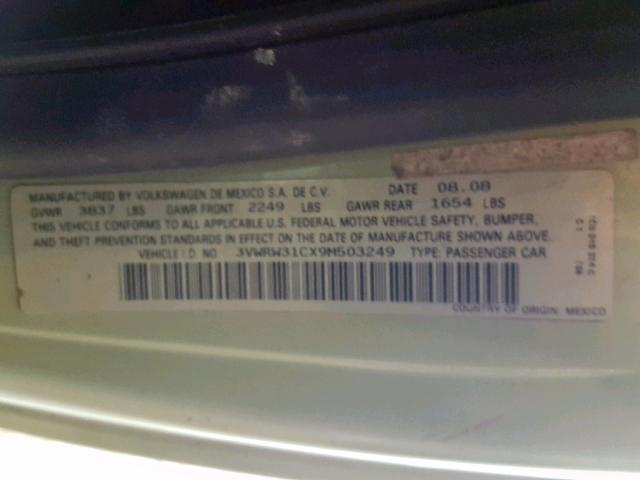 MANUFACTURED BY VOLKSWAGEN DE MEXICO S.A. DE C.V. DATE 08.08
GVWR 3837 LBS GAWR FRONT 2249 LBS GAWR REAR 1654 LBS
THIS VEHICLE CONFORMS TO ALL APPLICABLE U.S. FEDERAL MOTOR VEHICLE SAFETY, BUMPER,
AND THEFT PREVENTION STANDARDS IN EFFECT ON THE DATE OF MANUFACTURE SHOWN ABOVE.
VEHICLE I.D. NO. 3VWRW31CX9M503249 TYPE: PASSENGER CAR
COUNTRY OF ORIGIN: MEXICO